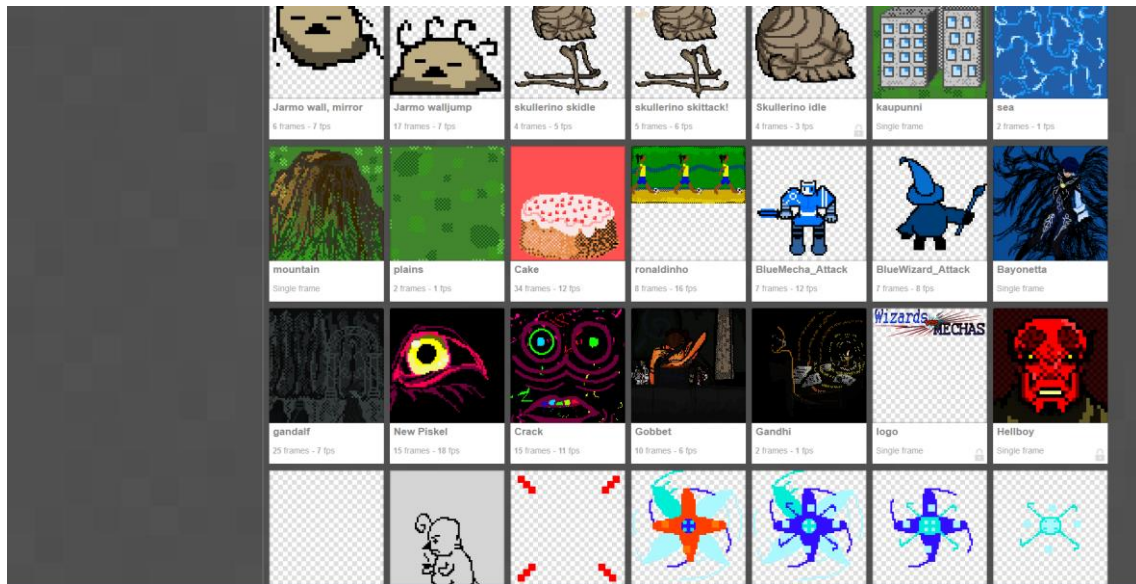 Jarmo wall, mirror
6 frames - 7 fps
Jarmo walljump
17 frames - 7 fps
skullerino skidle
4 frames - 5 fps
skullerino skittack!
5 frames - 6 fps
Skullerino idle
4 frames - 3 fps
kaupunni
Single frame
sea
2 frames - 1 fps
mountain
Single frame
plains
2 frames - 1 fps
Cake
34 frames - 12 fps
ronaldinho
8 frames - 16 fps
BlueMecha_Attack
7 frames - 12 fps
BlueWizard_Attack
7 frames - 8 fps
Bayonetta
7 frames - 2 fps
gandalf
25 frames - 7 fps
New Piskel
15 frames - 18 fps
Crack
15 frames - 11 fps
Gobbet
10 frames - 6 fps
Gandhi
2 frames - 1 fps
Wizards
MECHAS
logo
Single frame
Hellboy
Single frame